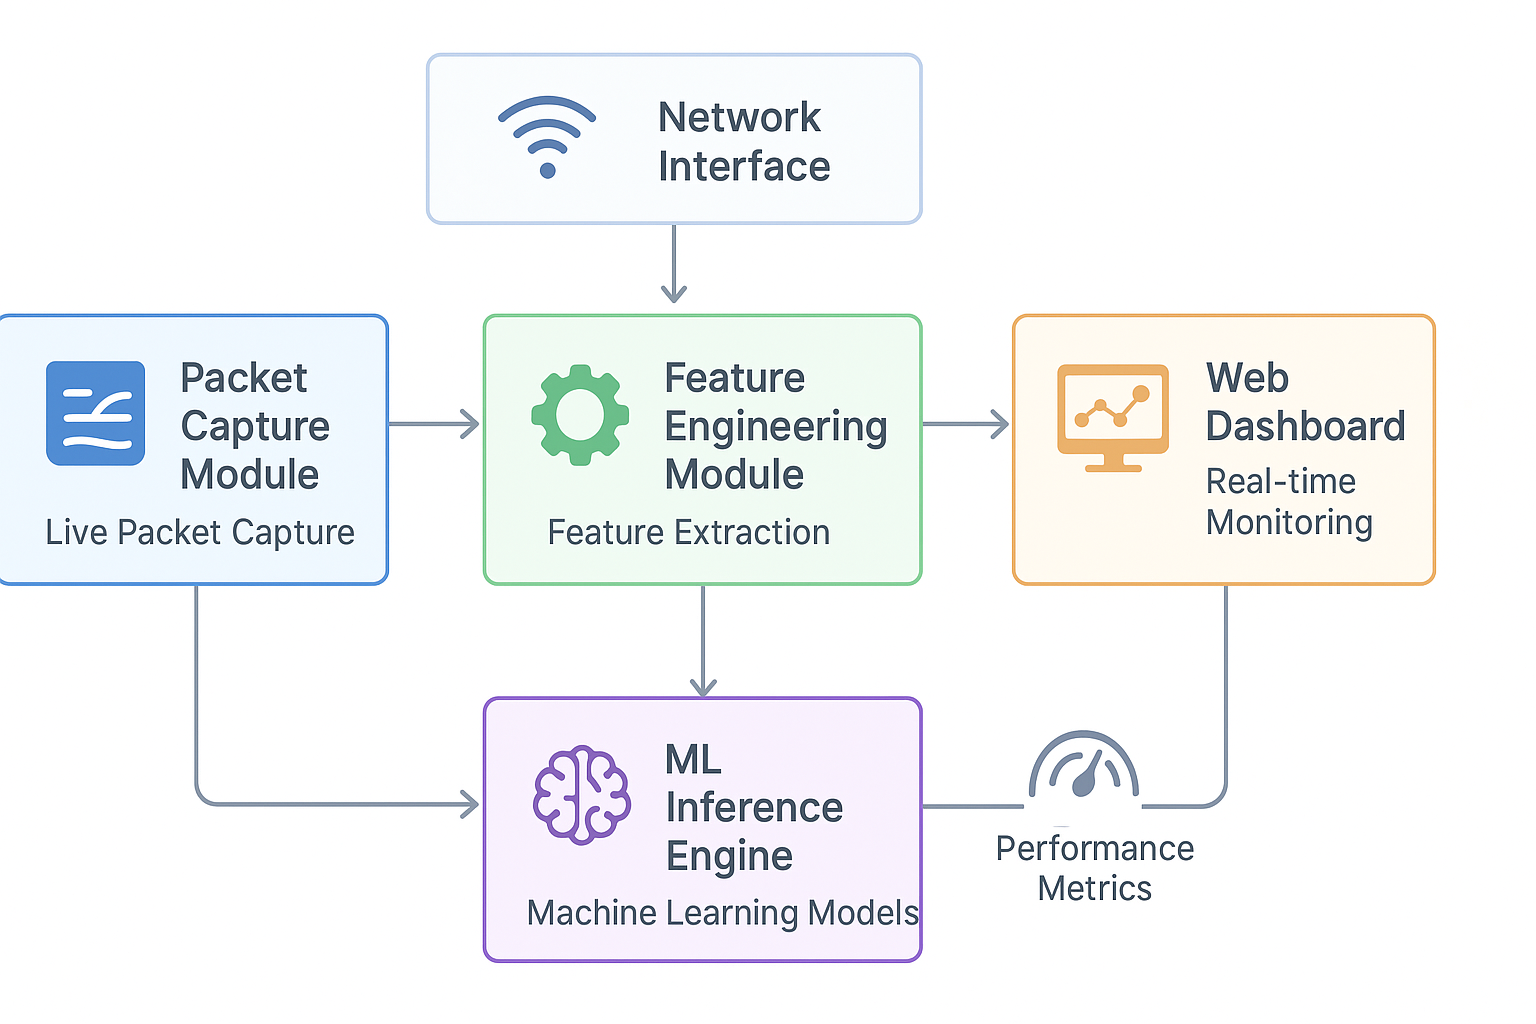 Network
Interface
Packet
Capture
Module
Live Packet Capture
Feature
Engineering
Module
Feature Extraction
Web
Dashboard
Real-time
Monitoring
ML
Inference
Engine
Machine Learning Models
Performance
Metrics